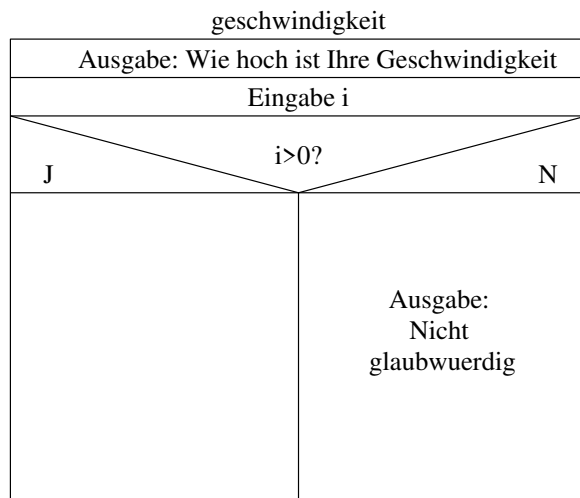 geschwindigkeit
Ausgabe: Wie hoch ist Ihre Geschwindigkeit
Eingabe i
i>0?
J
N
Ausgabe:
Nicht
glaubwuerdig